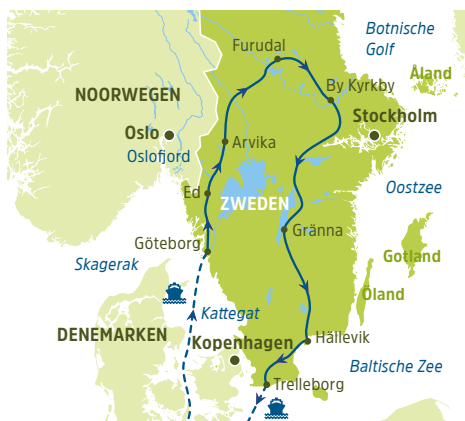 Botnische
Golf
Furudal
Åland
By Kyrkby
NOORWEGEN
Stockholm
Oslo
Oslofjord
Arvika
Oostzee
Ed
ZWEDEN
Gränna
Göteborg
Gotland
Skagerak
Öland
Kattegat
DENEMARKEN
Kopenhagen
Hällevik
Baltische Zee
Trelleborg